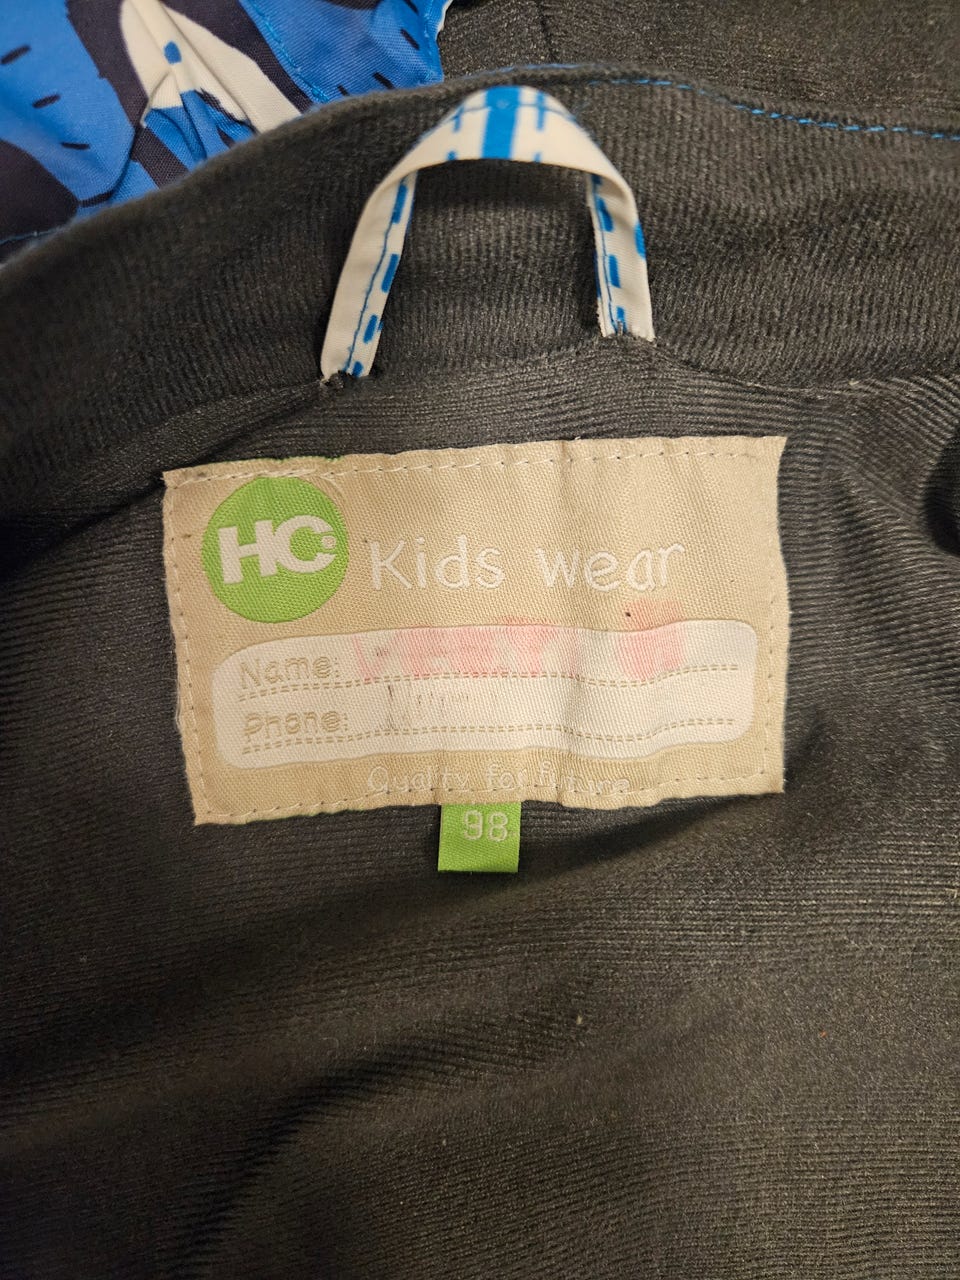 HC
Kids wear
Name:
Phone:
Quality for future
98